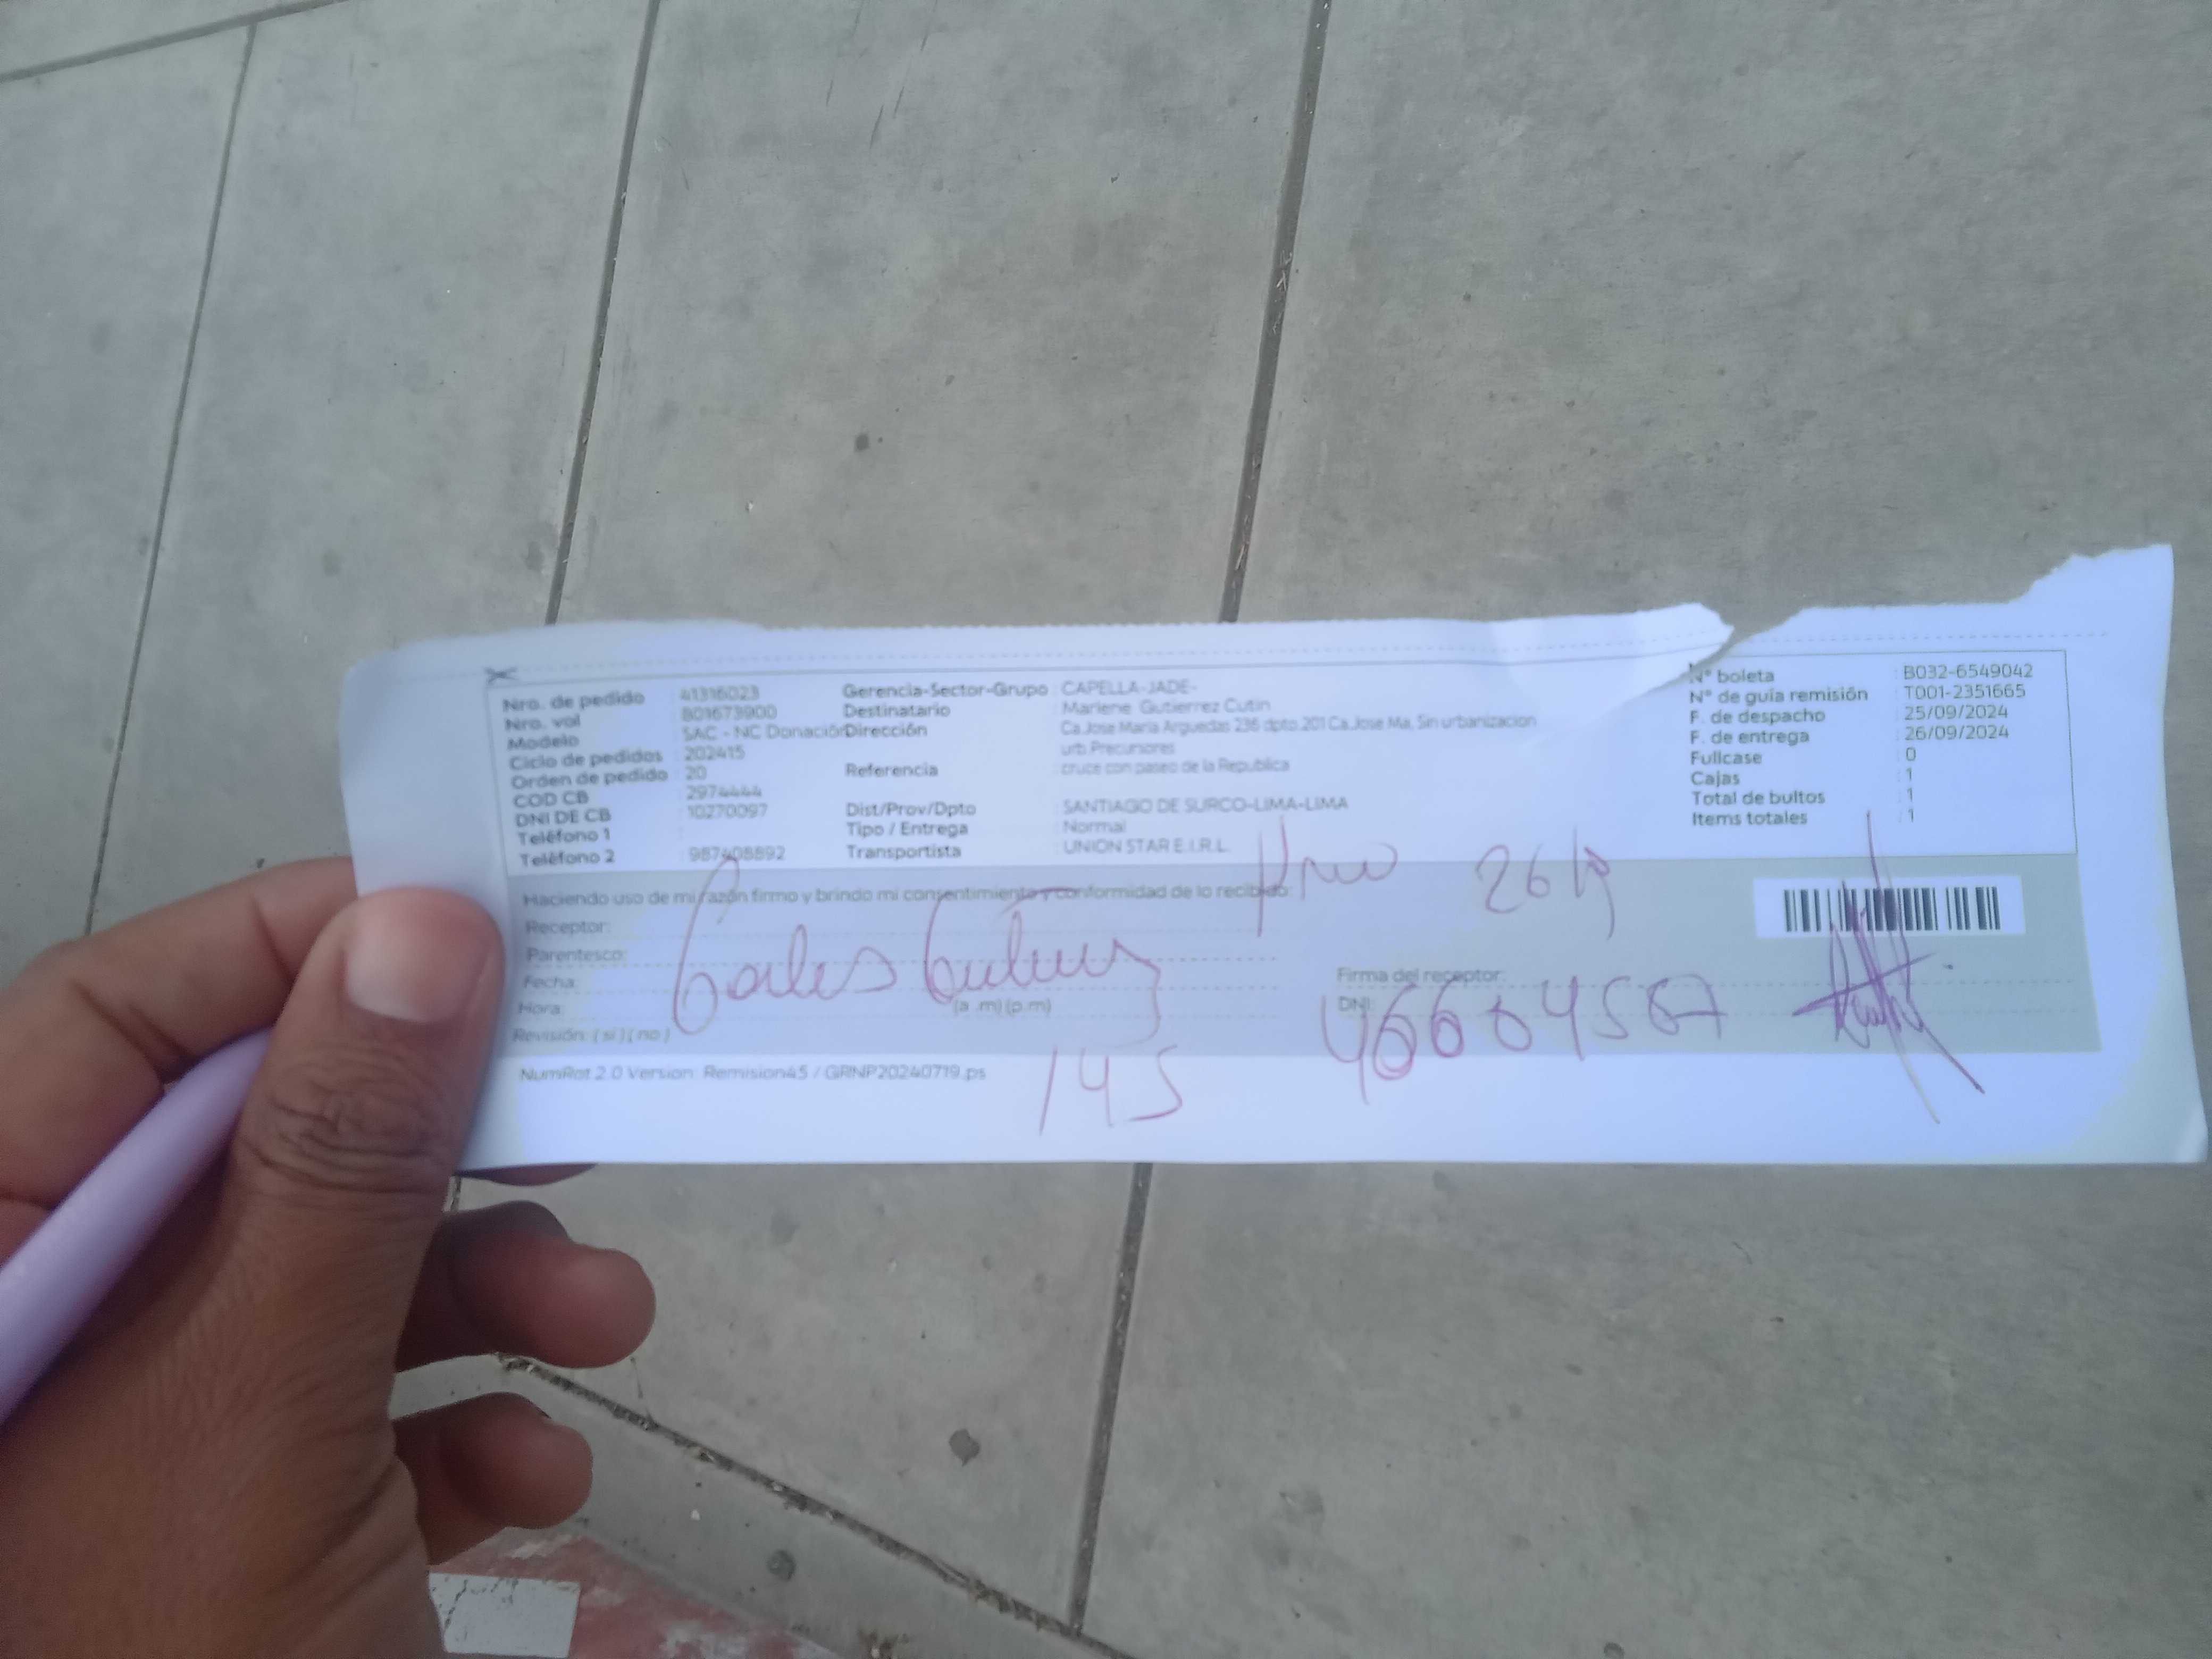 Nro. de pedido : 41316023
Nro. vol : 801673900
Modelo : SAC - NC Donación
Ciclo de pedidos : 202415
Orden de pedido : 20
COD CB : 2974444
DNI DE CB : 10270097
Teléfono 1 :
Teléfono 2 : 987408892
Gerencia-Sector-Grupo : CAPELLA-JADE-
Destinatario : Marlene Gutierrez Cutin
Dirección : Ca.Jose María Arguedas 236 dpto.201 Ca.Jose Ma, Sin urbanizacion
urb Precursores
Referencia : cruce con paseo de la Republica
Dist/Prov/Dpto : SANTIAGO DE SURCO-LIMA-LIMA
Tipo / Entrega : Normal
Transportista : UNION STAR E.I.R.L.
N° boleta : B032-6549042
N° de guía remisión : T001-2351665
F. de despacho : 25/09/2024
F. de entrega : 26/09/2024
Fullcase : 0
Cajas : 1
Total de bultos : 1
Items totales : 1
Haciendo uso de mi razón firmo y brindo mi consentimiento y conformidad de lo recibido:
Receptor:
Parentesco:
Fecha:
Hora: (a .m) (p.m)
Revisión: ( si ) ( no )
Firma del receptor:
DNI:
145
NumRot 2.0 Version: Remision45 / GRNP20240719.ps